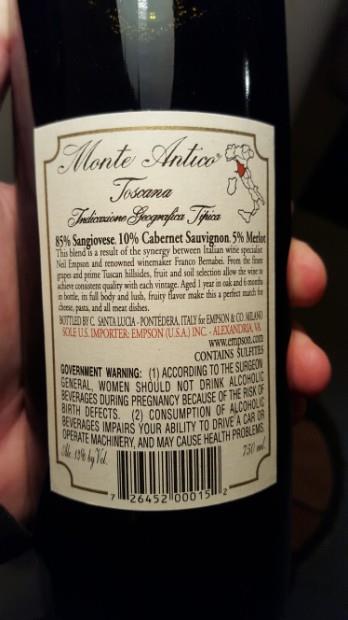 Monte Antico®
Toscana
Indicazione Geografica Tipica
85% Sangiovese, 10% Cabernet Sauvignon, 5% Merlot
This blend is a result of the synergy between Italian wine specialist
Neil Empson and renowned winemaker Franco Bernabei. From the finest
grapes and prime Tuscan hillsides, fruit and soil selection allow the wine to
achieve consistent quality with each vintage. Aged 1 year in oak and 6 months
in bottle, in full body and lush, fruity flavor make this a perfect match for
cheese, pasta, and all meat dishes.
BOTTLED BY C. SANTA LUCIA - PONTEDERA, ITALY for EMPSON & CO. MILANO
SOLE U.S. IMPORTER: EMPSON (U.S.A.) INC. - ALEXANDRIA, VA.
www.empson.com
CONTAINS SULFITES
GOVERNMENT WARNING: (1) ACCORDING TO THE SURGEON
GENERAL, WOMEN SHOULD NOT DRINK ALCOHOLIC
BEVERAGES DURING PREGNANCY BECAUSE OF THE RISK OF
BIRTH DEFECTS. (2) CONSUMPTION OF ALCOHOLIC
BEVERAGES IMPAIRS YOUR ABILITY TO DRIVE A CAR OR
OPERATE MACHINERY, AND MAY CAUSE HEALTH PROBLEMS.
Alc. 13% by Vol. 750 ml.
7 26452 00015 2